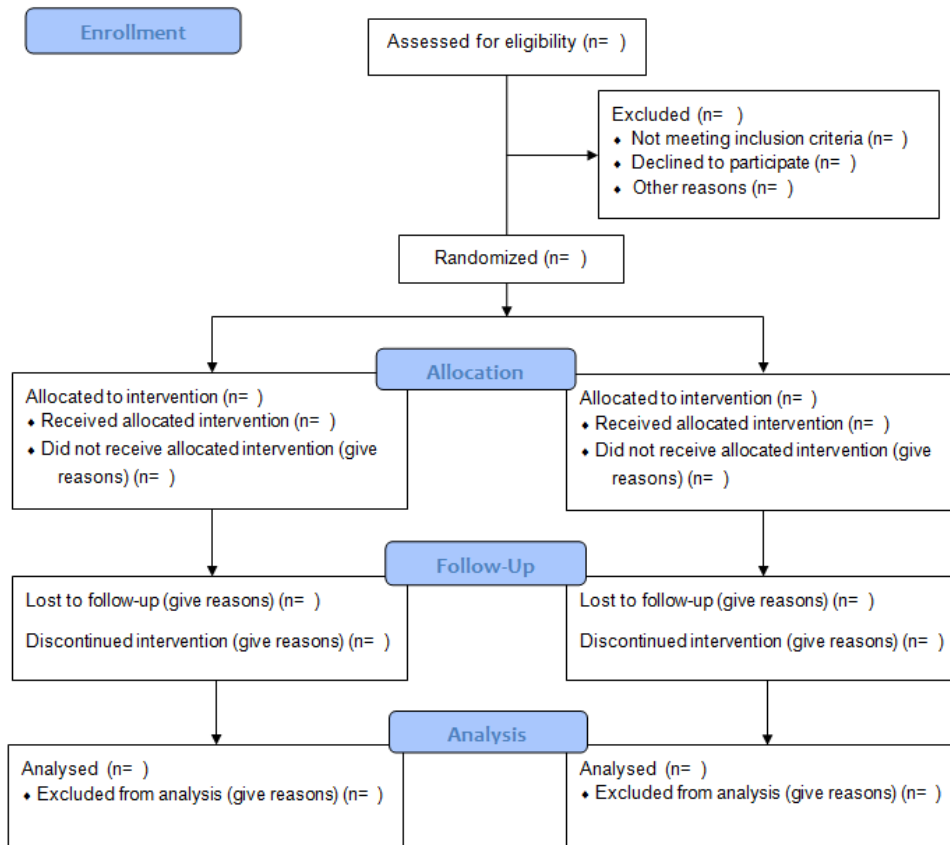 Enrollment
Assessed for eligibility (n= )
Excluded (n= )
♦ Not meeting inclusion criteria (n= )
♦ Declined to participate (n= )
♦ Other reasons (n= )
Randomized (n= )
Allocation
Allocated to intervention (n= )
♦ Received allocated intervention (n= )
♦ Did not receive allocated intervention (give
reasons) (n= )
Allocated to intervention (n= )
♦ Received allocated intervention (n= )
♦ Did not receive allocated intervention (give
reasons) (n= )
Follow-Up
Lost to follow-up (give reasons) (n= )
Discontinued intervention (give reasons) (n= )
Lost to follow-up (give reasons) (n= )
Discontinued intervention (give reasons) (n= )
Analysis
Analysed (n= )
♦ Excluded from analysis (give reasons) (n= )
Analysed (n= )
♦ Excluded from analysis (give reasons) (n= )